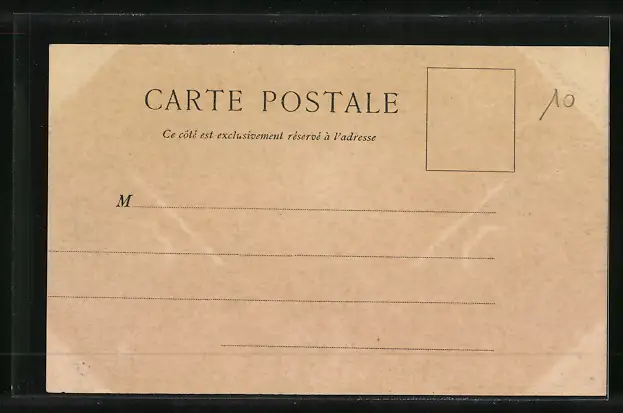 CARTE POSTALE
Ce côté est exclusivement réservé à l'adresse
10
M